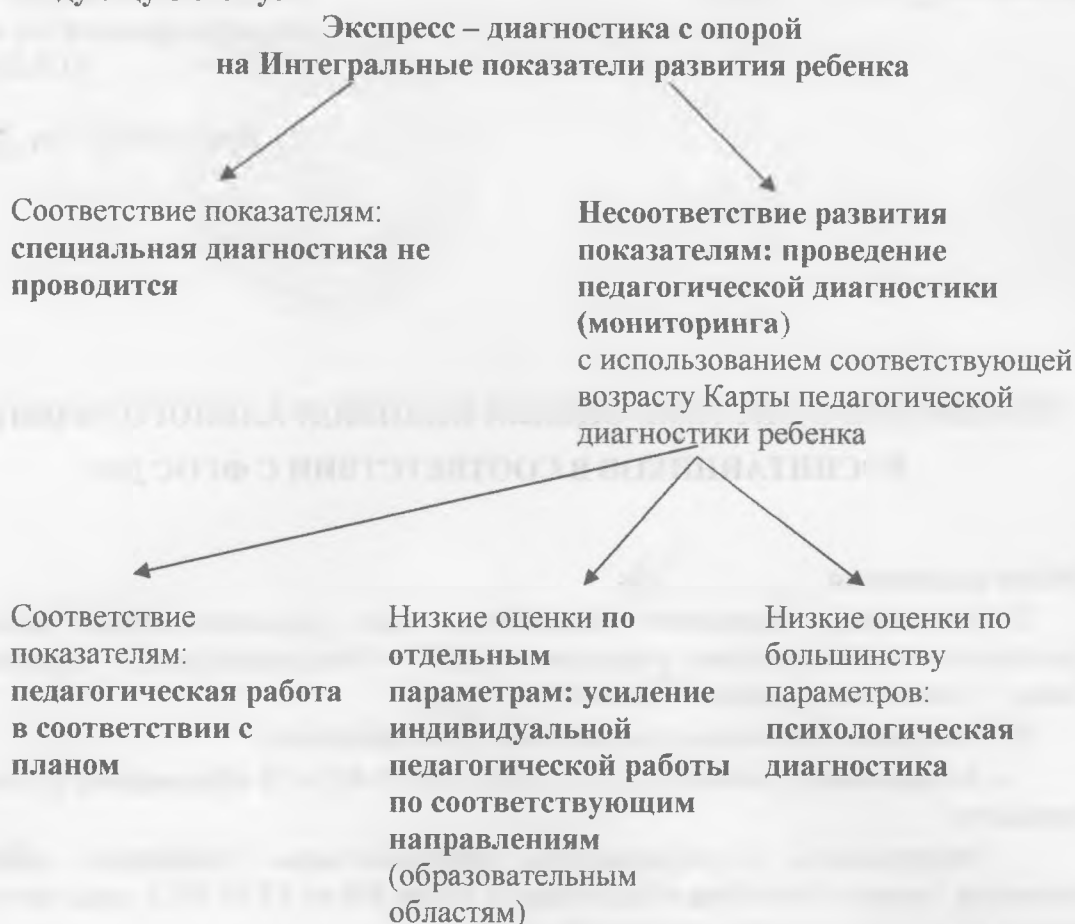 Экспресс – диагностика с опорой
на Интегральные показатели развития ребенка
Соответствие показателям:
специальная диагностика не
проводится
Несоответствие развития
показателям: проведение
педагогической диагностики
(мониторинга)
с использованием соответствующей
возрасту Карты педагогической
диагностики ребенка
Соответствие
показателям:
педагогическая работа
в соответствии с
планом
Низкие оценки по
отдельным
параметрам: усиление
индивидуальной
педагогической работы
по соответствующим
направлениям
(образовательным
областям)
Низкие оценки по
большинству
параметров:
психологическая
диагностика